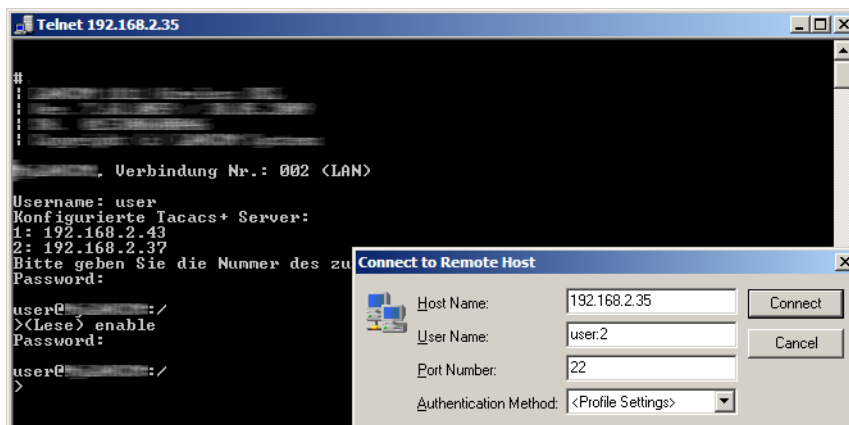 Telnet 192.168.2.35
#
, Verbindung Nr.: 002 (LAN)
Username: user
Konfigurierte Tacacs+ Server:
1: 192.168.2.43
2: 192.168.2.37
Bitte geben Sie die Nummer des zu
Password:
user@ :/
>(Lese) enable
Password:
user@ :/
>
Connect to Remote Host
Host Name: 192.168.2.35 Connect
User Name: user:2 Cancel
Port Number: 22
Authentication Method: <Profile Settings>